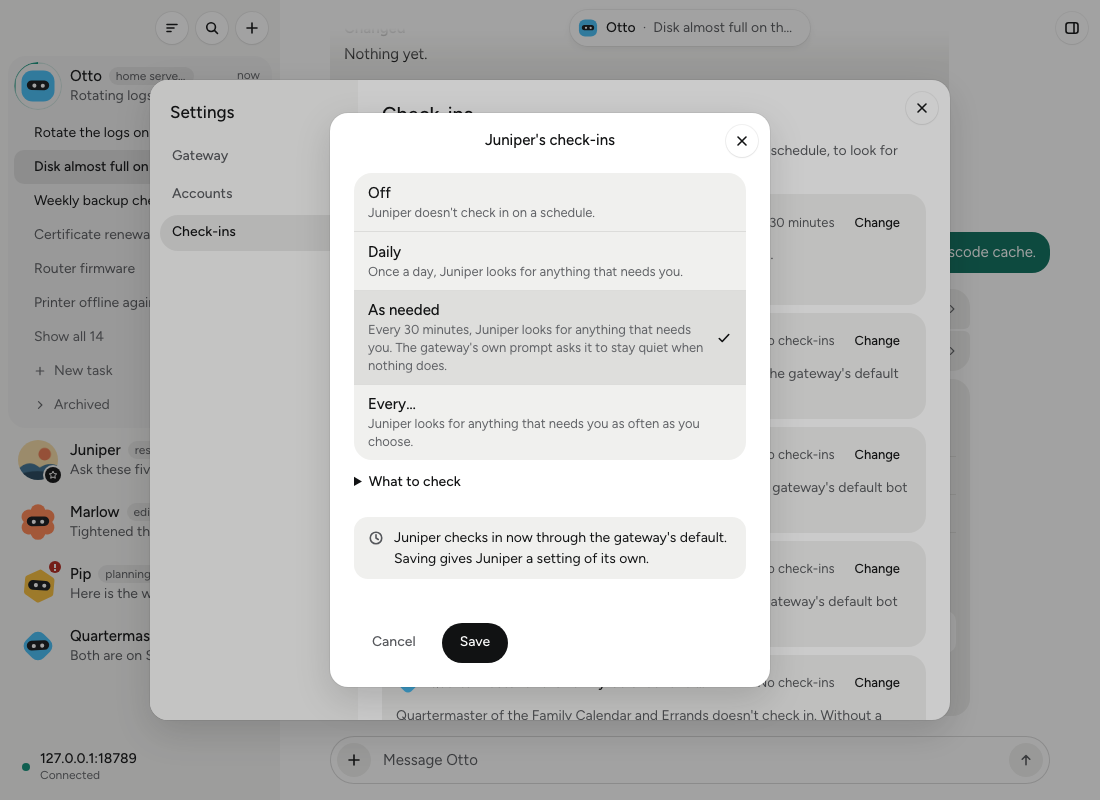 Otto · Disk almost full on th...
Nothing yet.
Otto
home serve...
now
Rotating logs
Rotate the logs on
Disk almost full on
Weekly backup che
Certificate renewa
Router firmware
Printer offline again
Show all 14
New task
Archived
Juniper
res
Ask these five
Marlow
edi
Tightened th
Pip
planning
Here is the w
Quartermas
Both are on S
127.0.0.1:18789
Connected
Settings
Gateway
Accounts
Check-ins
Check-ins
schedule, to look for
30 minutes
Change
scode cache.
o check-ins
Change
he gateway's default
o check-ins
Change
gateway's default bot
o check-ins
Change
ateway's default bot
No check-ins
Change
Quartermaster of the Family Calendar and Errands doesn't check in. Without a
Juniper's check-ins
Off
Juniper doesn't check in on a schedule.
Daily
Once a day, Juniper looks for anything that needs you.
As needed
Every 30 minutes, Juniper looks for anything that needs
you. The gateway's own prompt asks it to stay quiet when
nothing does.
Every...
Juniper looks for anything that needs you as often as you
choose.
What to check
Juniper checks in now through the gateway's default.
Saving gives Juniper a setting of its own.
Cancel
Save
Message Otto